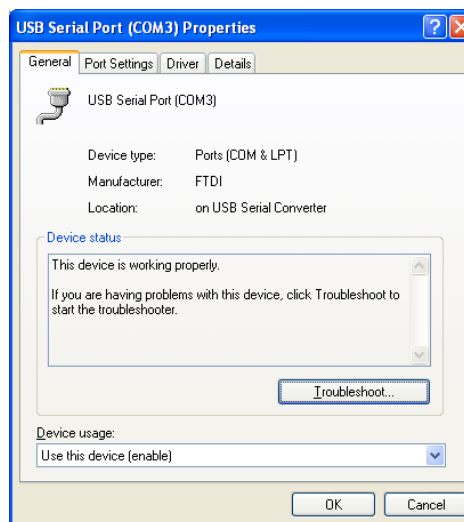 USB Serial Port (COM3) Properties
General Port Settings Driver Details
USB Serial Port (COM3)
Device type: Ports (COM & LPT)
Manufacturer: FTDI
Location: on USB Serial Converter
Device status
This device is working properly.
If you are having problems with this device, click Troubleshoot to
start the troubleshooter.
Troubleshoot...
Device usage:
Use this device (enable)
OK Cancel